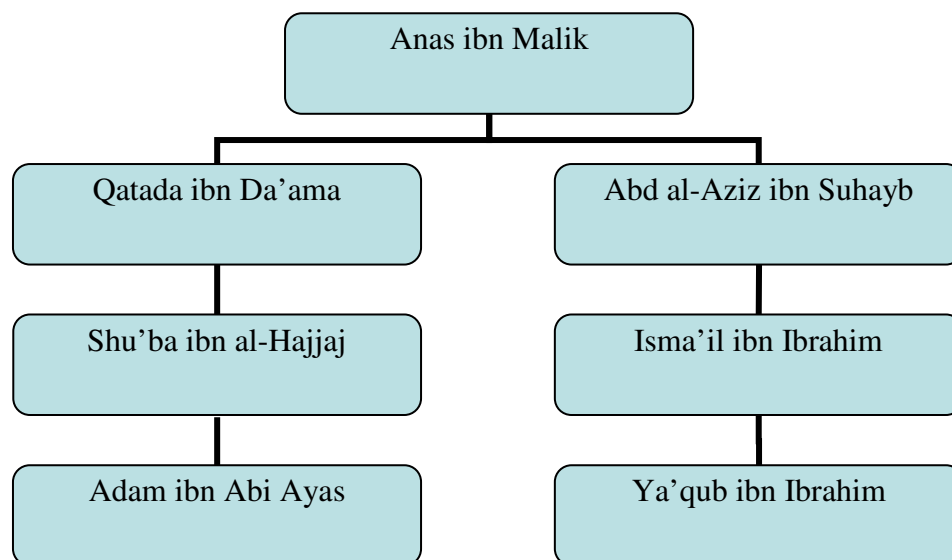 Anas ibn Malik
Qatada ibn Da’ama
Abd al-Aziz ibn Suhayb
Shu’ba ibn al-Hajjaj
Isma’il ibn Ibrahim
Adam ibn Abi Ayas
Ya’qub ibn Ibrahim